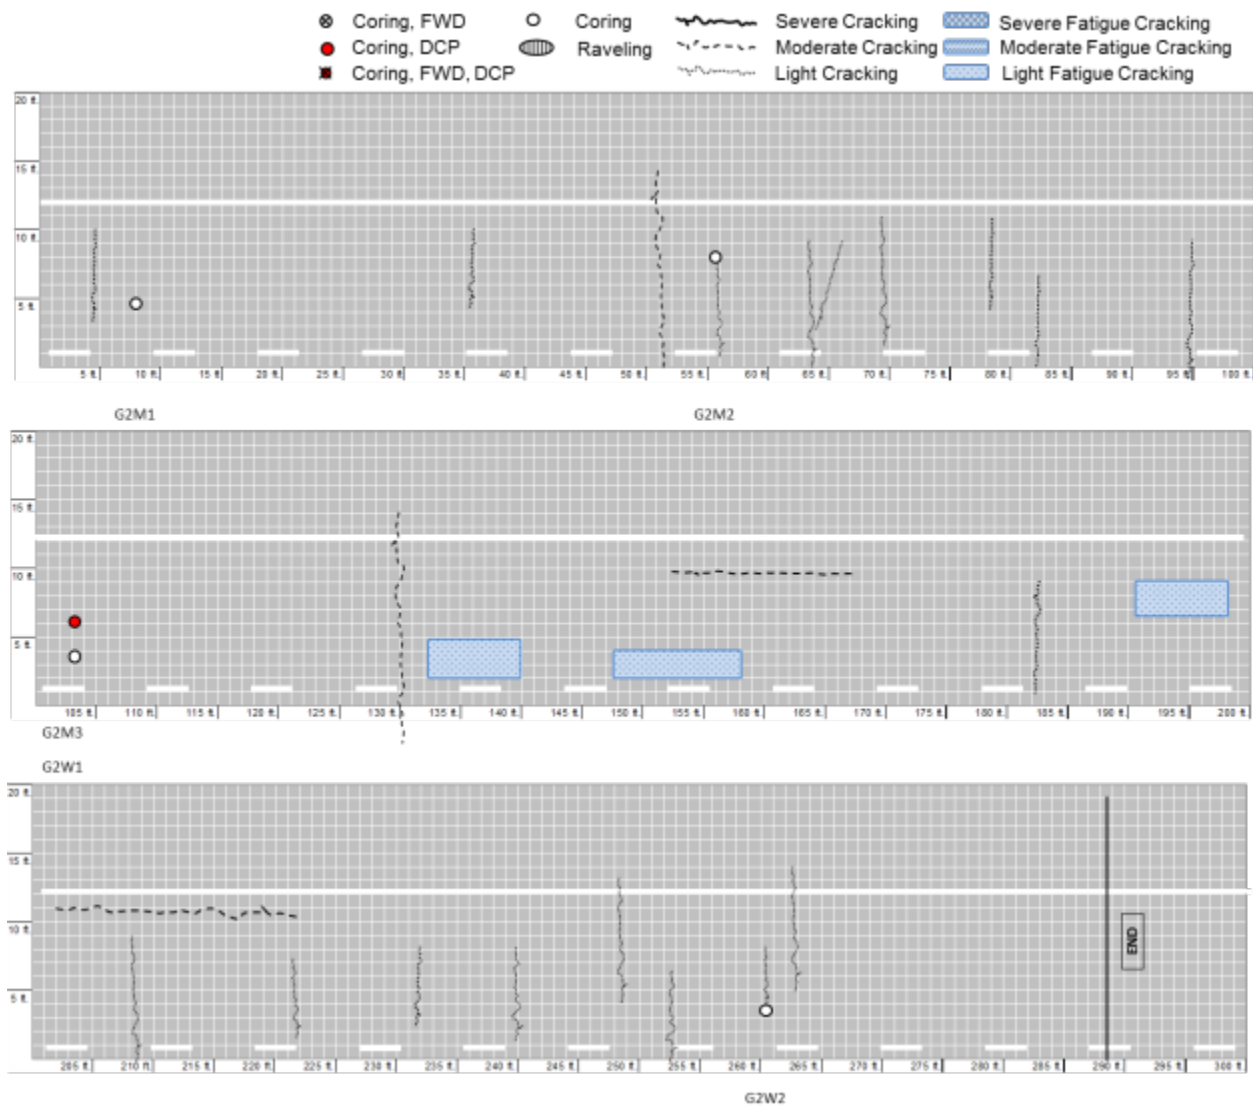 Coring, FWD Coring Severe Cracking Severe Fatigue Cracking
Coring, DCP Raveling Moderate Cracking Moderate Fatigue Cracking
Coring, FWD, DCP Light Cracking Light Fatigue Cracking
20 ft.
15 ft.
10 ft.
5 ft.
5 ft. 10 ft. 15 ft. 20 ft. 25 ft. 30 ft. 35 ft. 40 ft. 45 ft. 50 ft. 55 ft. 60 ft. 65 ft. 70 ft. 75 ft. 80 ft. 85 ft. 90 ft. 95 ft. 100 ft.
G2M1 G2M2
20 ft.
15 ft.
10 ft.
5 ft.
105 ft. 110 ft. 115 ft. 120 ft. 125 ft. 130 ft. 135 ft. 140 ft. 145 ft. 150 ft. 155 ft. 160 ft. 165 ft. 170 ft. 175 ft. 180 ft. 185 ft. 190 ft. 195 ft. 200 ft.
G2M3
G2W1
20 ft.
15 ft.
10 ft.
END
5 ft.
205 ft. 210 ft. 215 ft. 220 ft. 225 ft. 230 ft. 235 ft. 240 ft. 245 ft. 250 ft. 255 ft. 260 ft. 265 ft. 270 ft. 275 ft. 280 ft. 285 ft. 290 ft. 295 ft. 300 ft.
G2W2